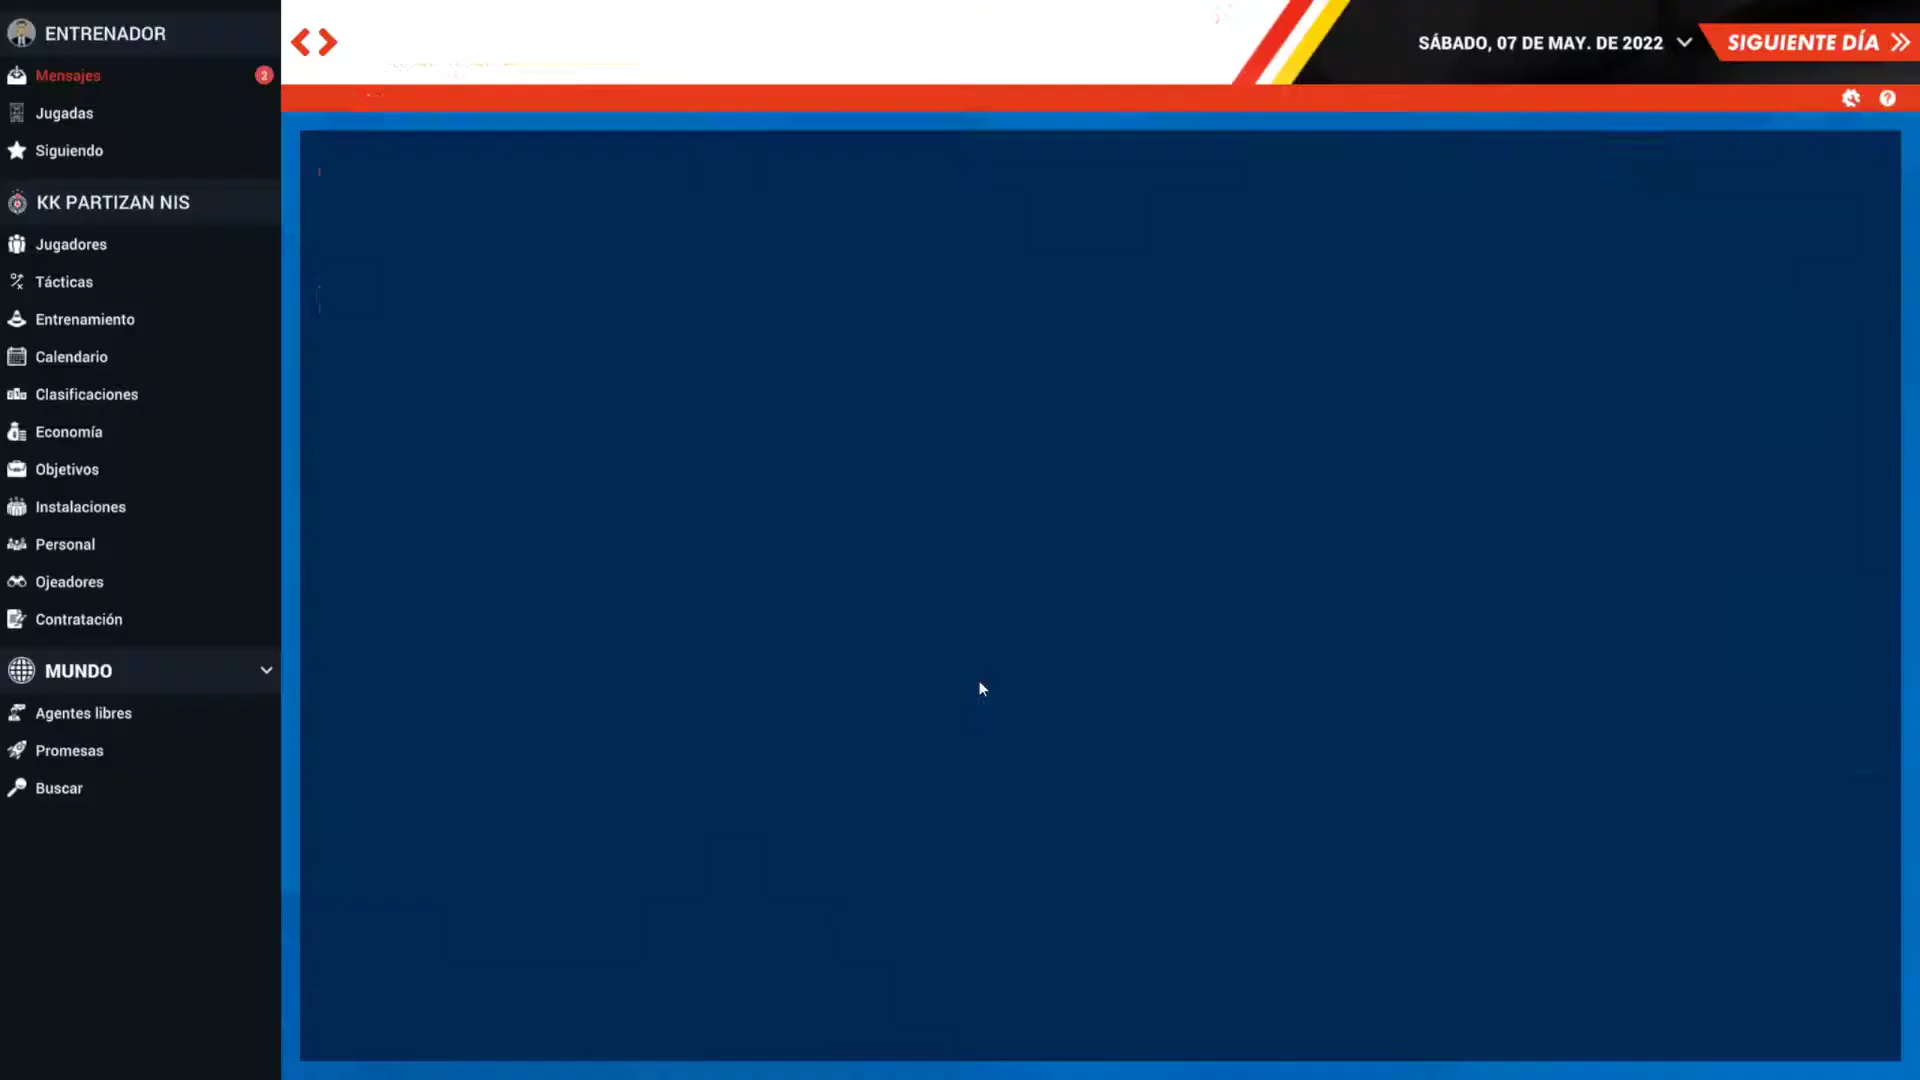 ENTRENADOR
Mensajes 2
Jugadas
Siguiendo
KK PARTIZAN NIS
Jugadores
Tácticas
Entrenamiento
Calendario
Clasificaciones
Economía
Objetivos
Instalaciones
Personal
Ojeadores
Contratación
MUNDO
Agentes libres
Promesas
Buscar
SÁBADO, 07 DE MAY. DE 2022
SIGUIENTE DÍA